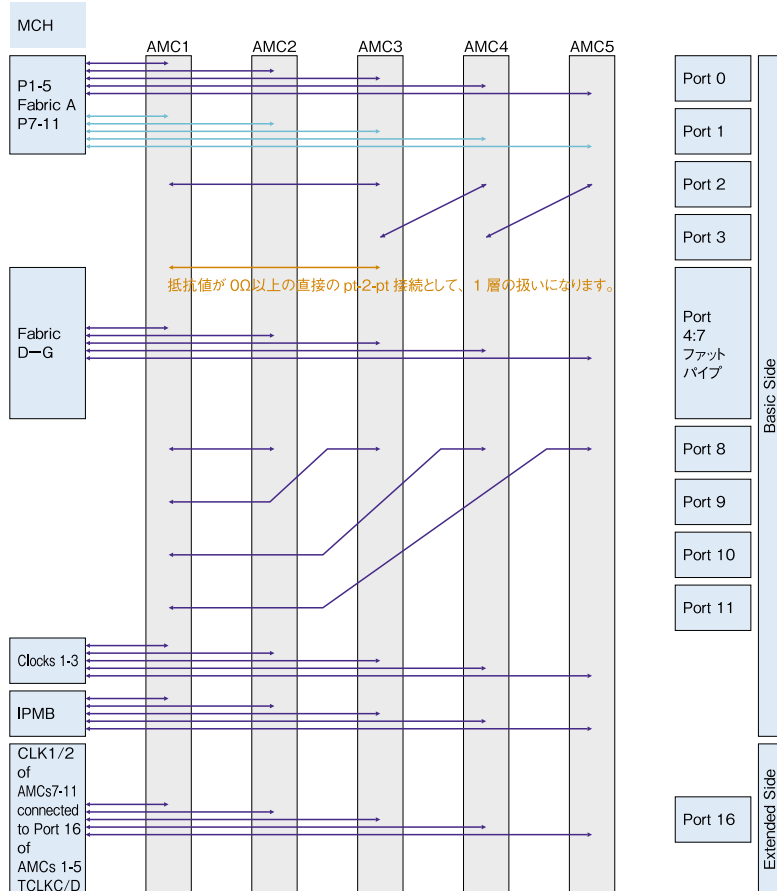 MCH
AMC1 AMC2 AMC3 AMC4 AMC5
P1-5
Fabric A
P7-11
Port 0
Port 1
Port 2
Port 3
抵抗値が 0Ω以上の直接の pt-2-pt 接続として、1 層の扱いになります。
Fabric
D-G
Port
4:7
ファット
パイプ
Basic Side
Port 8
Port 9
Port 10
Port 11
Clocks 1-3
IPMB
CLK1/2
of
AMCs7-11
connected
to Port 16
of
AMCs 1-5
TCLKC/D
Port 16
Extended Side